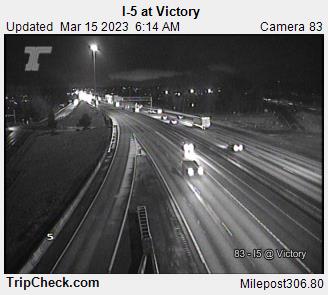 I-5 at Victory
Updated Mar 15 2023 6:14 AM Camera 83
T
5
83 - I5 @ Victory
TripCheck.com Milepost306.80